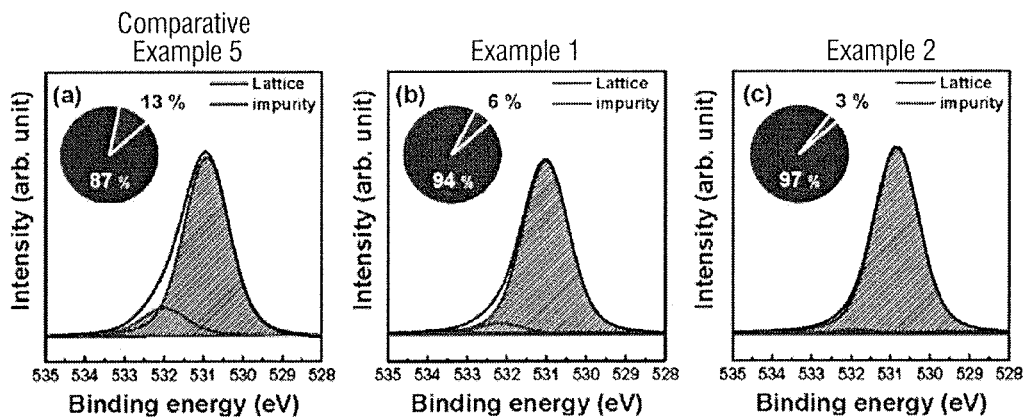 Comparative
Example 5
(a)
13 %
Lattice
impurity
87 %
Intensity (arb. unit)
535 534 533 532 531 530 529 528
Binding energy (eV)
Example 1
(b)
6 %
Lattice
impurity
94 %
Intensity (arb. unit)
535 534 533 532 531 530 529 528
Binding energy (eV)
Example 2
(c)
3 %
Lattice
impurity
97 %
Intensity (arb. unit)
535 534 533 532 531 530 529 528
Binding energy (eV)